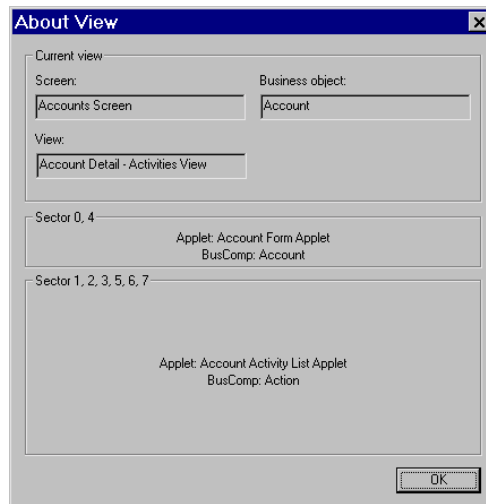 About View
Current view
Screen:
Business object:
Accounts Screen
Account
View:
Account Detail - Activities View
Sector 0, 4
Applet: Account Form Applet
BusComp: Account
Sector 1, 2, 3, 5, 6, 7
Applet: Account Activity List Applet
BusComp: Action
OK